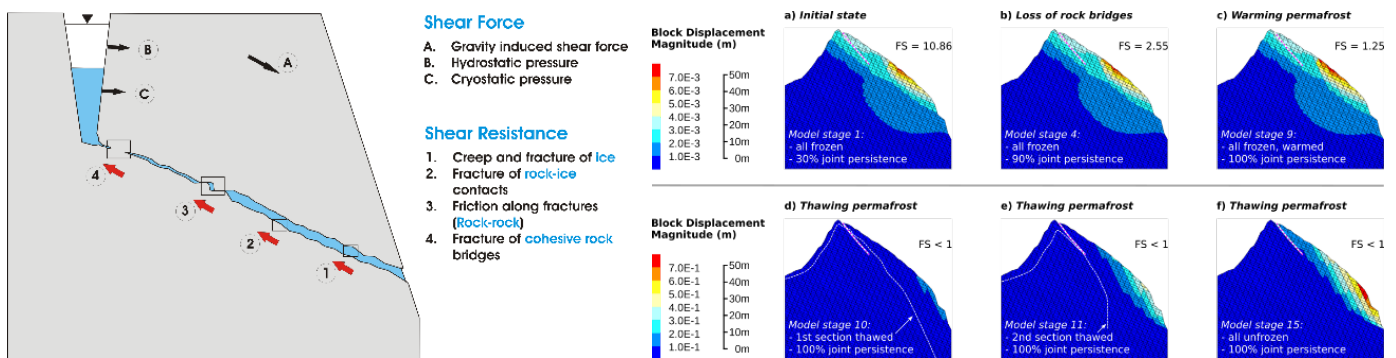 B
A
C
4
3
2
1
Shear Force
A. Gravity induced shear force
B. Hydrostatic pressure
C. Cryostatic pressure
Shear Resistance
1. Creep and fracture of ice
2. Fracture of rock-ice
contacts
3. Friction along fractures
(Rock-rock)
4. Fracture of cohesive rock
bridges
Block Displacement
Magnitude (m)
7.0E-3
6.0E-3
5.0E-3
4.0E-3
3.0E-3
2.0E-3
1.0E-3
50m
40m
30m
20m
10m
0m
a) Initial state
FS = 10.86
Model stage 1:
- all frozen
- 30% joint persistence
b) Loss of rock bridges
FS = 2.55
Model stage 4:
- all frozen
- 90% joint persistence
c) Warming permafrost
FS = 1.25
Model stage 9:
- all frozen, warmed
- 100% joint persistence
Block Displacement
Magnitude (m)
7.0E-1
6.0E-1
5.0E-1
4.0E-1
3.0E-1
2.0E-1
1.0E-1
50m
40m
30m
20m
10m
0m
d) Thawing permafrost
FS < 1
Model stage 10:
- 1st section thawed
- 100% joint persistence
e) Thawing permafrost
FS < 1
Model stage 11:
- 2nd section thawed
- 100% joint persistence
f) Thawing permafrost
FS < 1
Model stage 15:
- all unfrozen
- 100% joint persistence